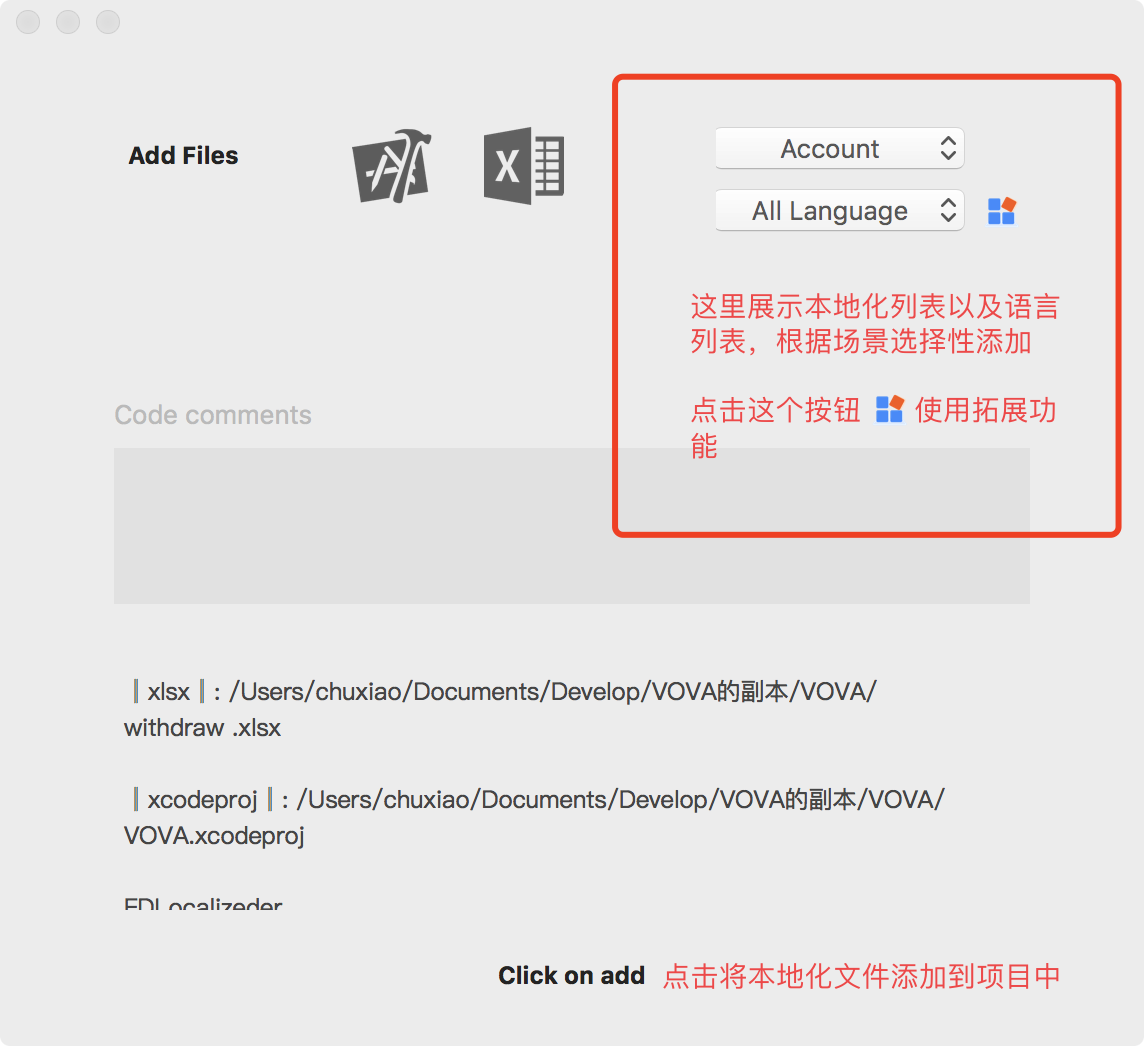 Add Files
Account
All Language
这里展示本地化列表以及语言
列表，根据场景选择性添加
点击这个按钮 使用拓展功
能
Code comments
‖xlsx‖: /Users/chuxiao/Documents/Develop/VOVA的副本/VOVA/
withdraw .xlsx
‖xcodeproj‖: /Users/chuxiao/Documents/Develop/VOVA的副本/VOVA/
VOVA.xcodeproj
FDLocalizeder
Click on add 点击将本地化文件添加到项目中